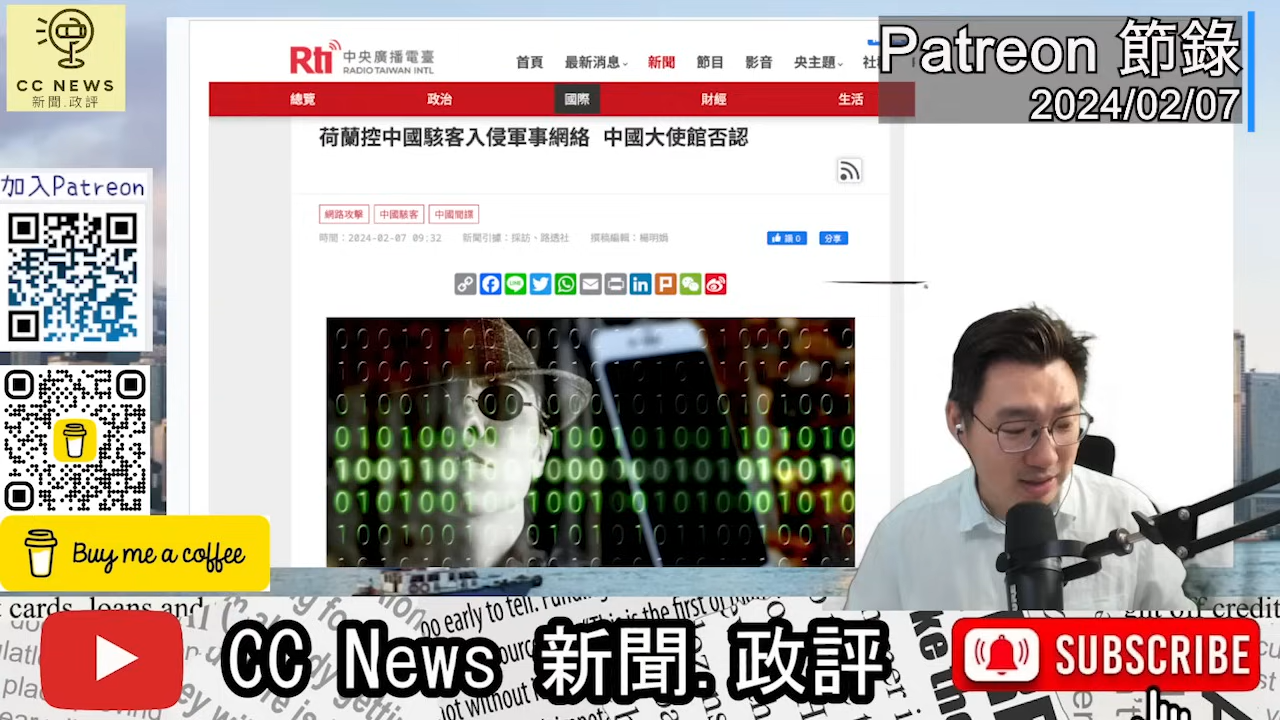 CC NEWS
新聞.政評
Rti 中央廣播電臺
RADIO TAIWAN INTL
首頁 最新消息 新聞 節目 影音 央主題
Patreon 節錄
2024/02/07
總覽 政治 國際 財經 生活
荷蘭控中國駭客入侵軍事網絡 中國大使館否認
網路攻擊 中國駭客 中國間諜
時間：2024-02-07 09:32 新聞引據：採訪、路透社 撰稿編輯：楊明娟
讚 0 分享
加入Patreon
Buy me a coffee
CC News 新聞.政評
SUBSCRIBE